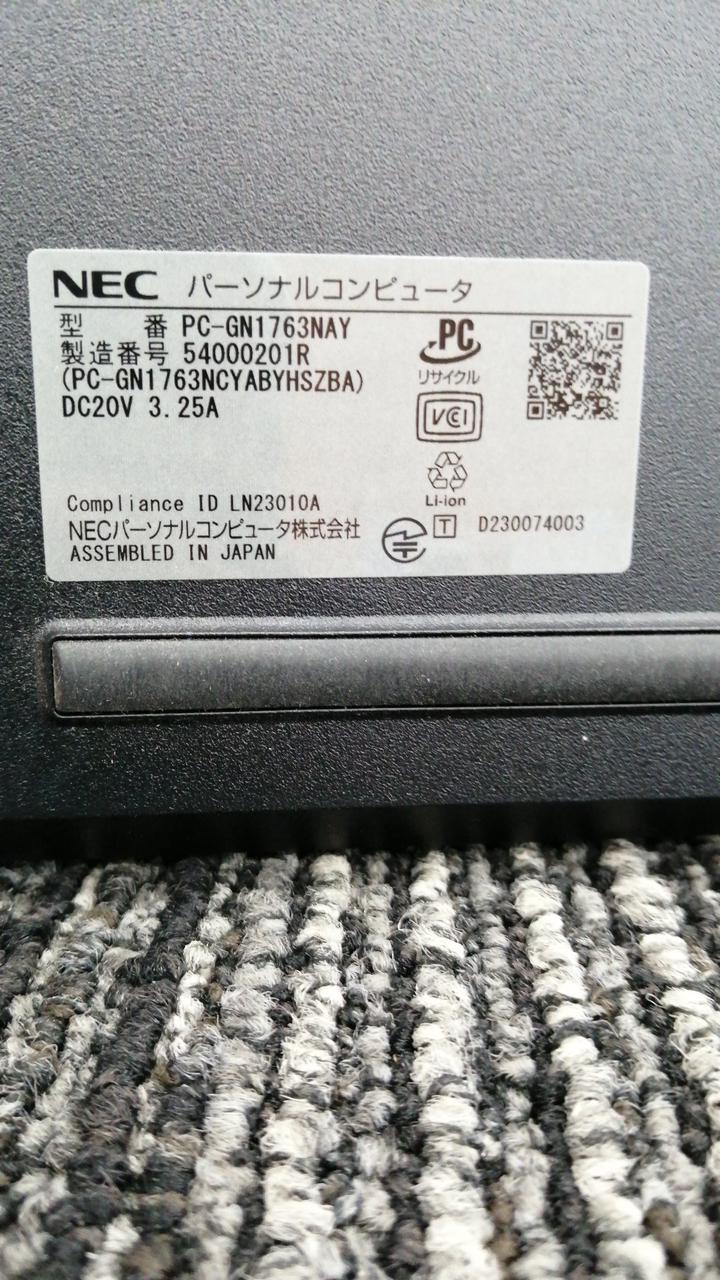 NEC パーソナルコンピュータ
型 番 PC-GN1763NAY
製造番号 54000201R
(PC-GN1763NCYABYHSZBA)
DC20V 3.25A
PC
リサイクル
VCCI
Li-ion
Compliance ID LN23010A
NECパーソナルコンピュータ株式会社
ASSEMBLED IN JAPAN
T D230074003